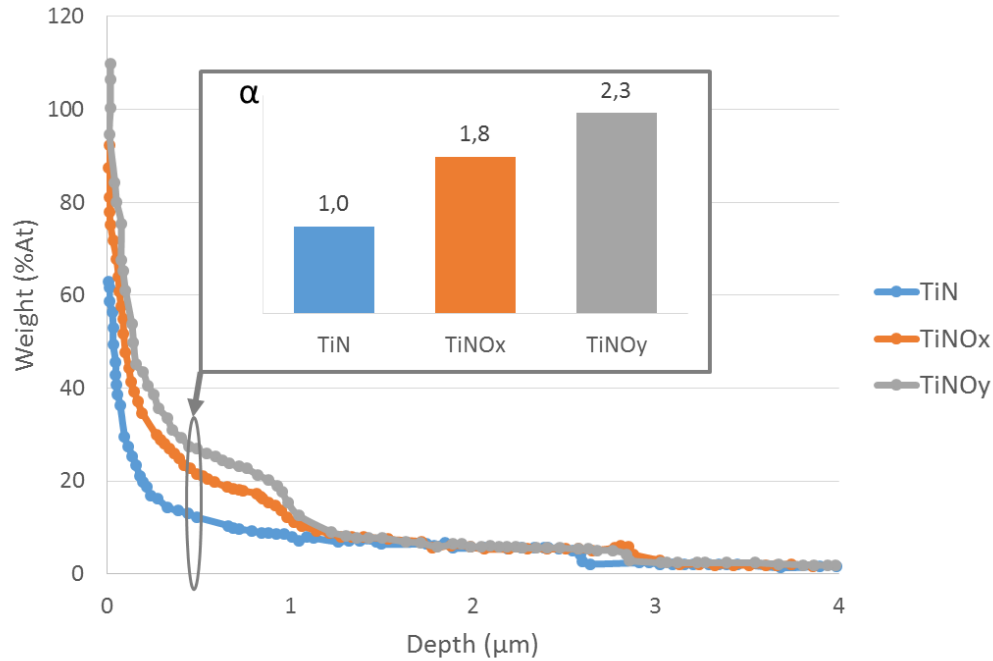 120
100
80
60
40
20
0
Weight (%At)
0
1
2
3
4
Depth (μm)
α
1,0
1,8
2,3
TiN
TiNOx
TiNOy
TiN
TiNOx
TiNOy